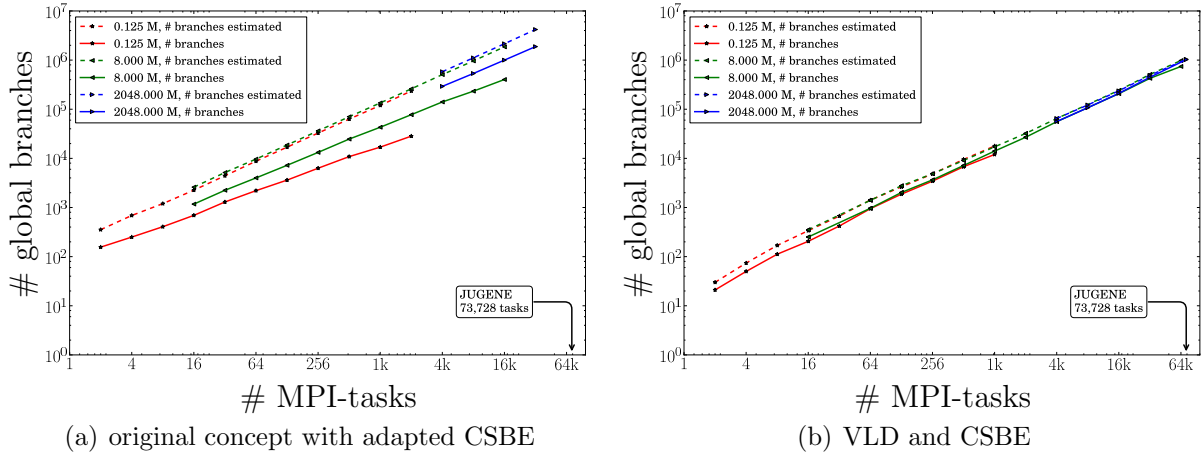 # global branches
10^7
10^6
10^5
10^4
10^3
10^2
10^1
10^0
0.125 M, # branches estimated
0.125 M, # branches
8.000 M, # branches estimated
8.000 M, # branches
2048.000 M, # branches estimated
2048.000 M, # branches
JUGENE
73,728 tasks
1 4 16 64 256 1k 4k 16k 64k
# MPI-tasks
(a) original concept with adapted CSBE
# global branches
10^7
10^6
10^5
10^4
10^3
10^2
10^1
10^0
0.125 M, # branches estimated
0.125 M, # branches
8.000 M, # branches estimated
8.000 M, # branches
2048.000 M, # branches estimated
2048.000 M, # branches
JUGENE
73,728 tasks
1 4 16 64 256 1k 4k 16k 64k
# MPI-tasks
(b) VLD and CSBE